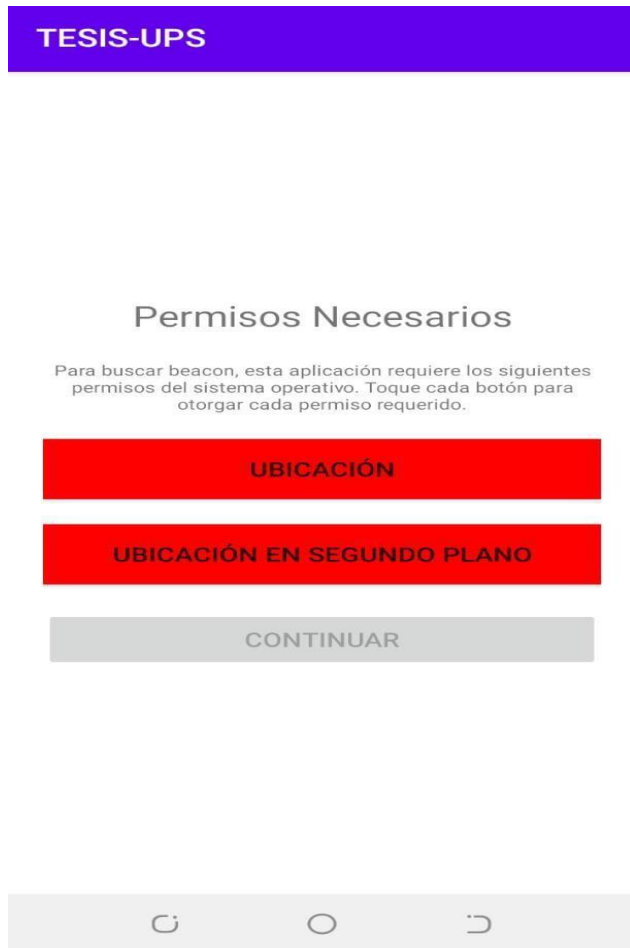 TESIS-UPS
Permisos Necesarios
Para buscar beacon, esta aplicación requiere los siguientes
permisos del sistema operativo. Toque cada botón para
otorgar cada permiso requerido.
UBICACIÓN
UBICACIÓN EN SEGUNDO PLANO
CONTINUAR